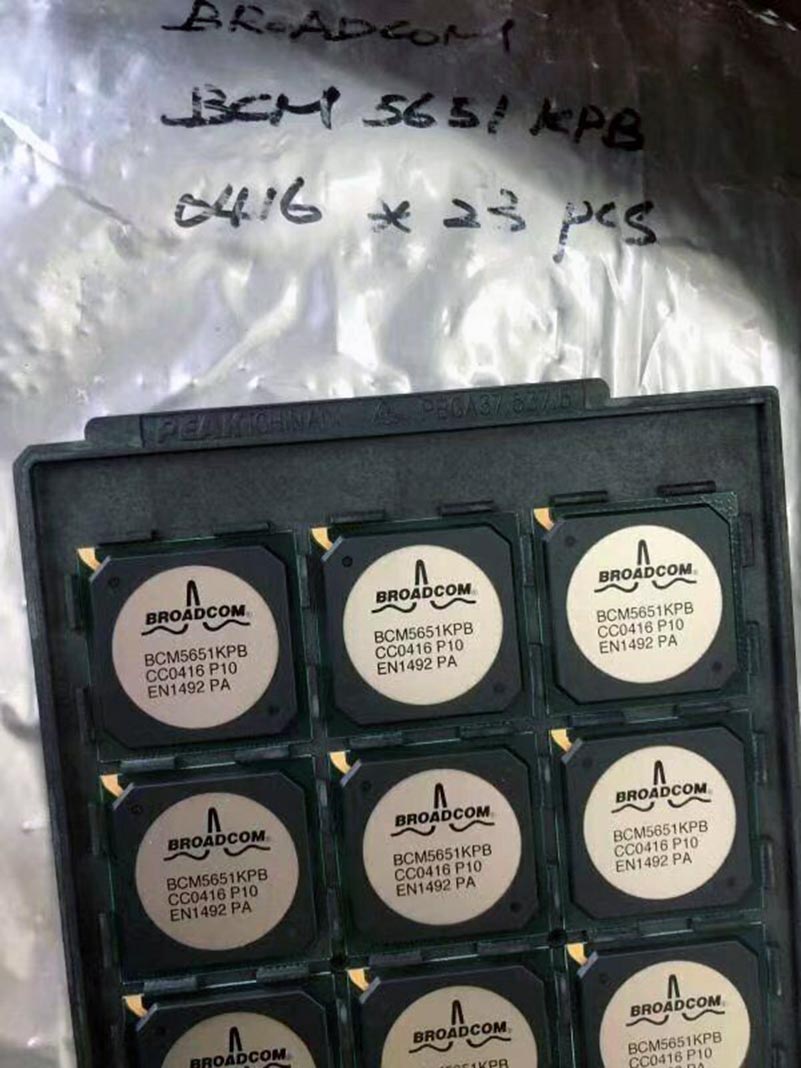 BROADCOM
BCM 5651 KPB
0416 * 23 pcs
PEAK CHINA
BROADCOM®
BCM5651KPB
CC0416 P10
EN1492 PA
BROADCOM®
BCM5651KPB
CC0416 P10
EN1492 PA
BROADCOM®
BCM5651KPB
CC0416 P10
EN1492 PA
BROADCOM®
BCM5651KPB
CC0416 P10
EN1492 PA
BROADCOM®
BCM5651KPB
CC0416 P10
EN1492 PA
BROADCOM®
BCM5651KPB
CC0416 P10
EN1492 PA
BROADCOM
BROADCOM®
BROADCOM®
BCM5651KPB
CC0416 P10